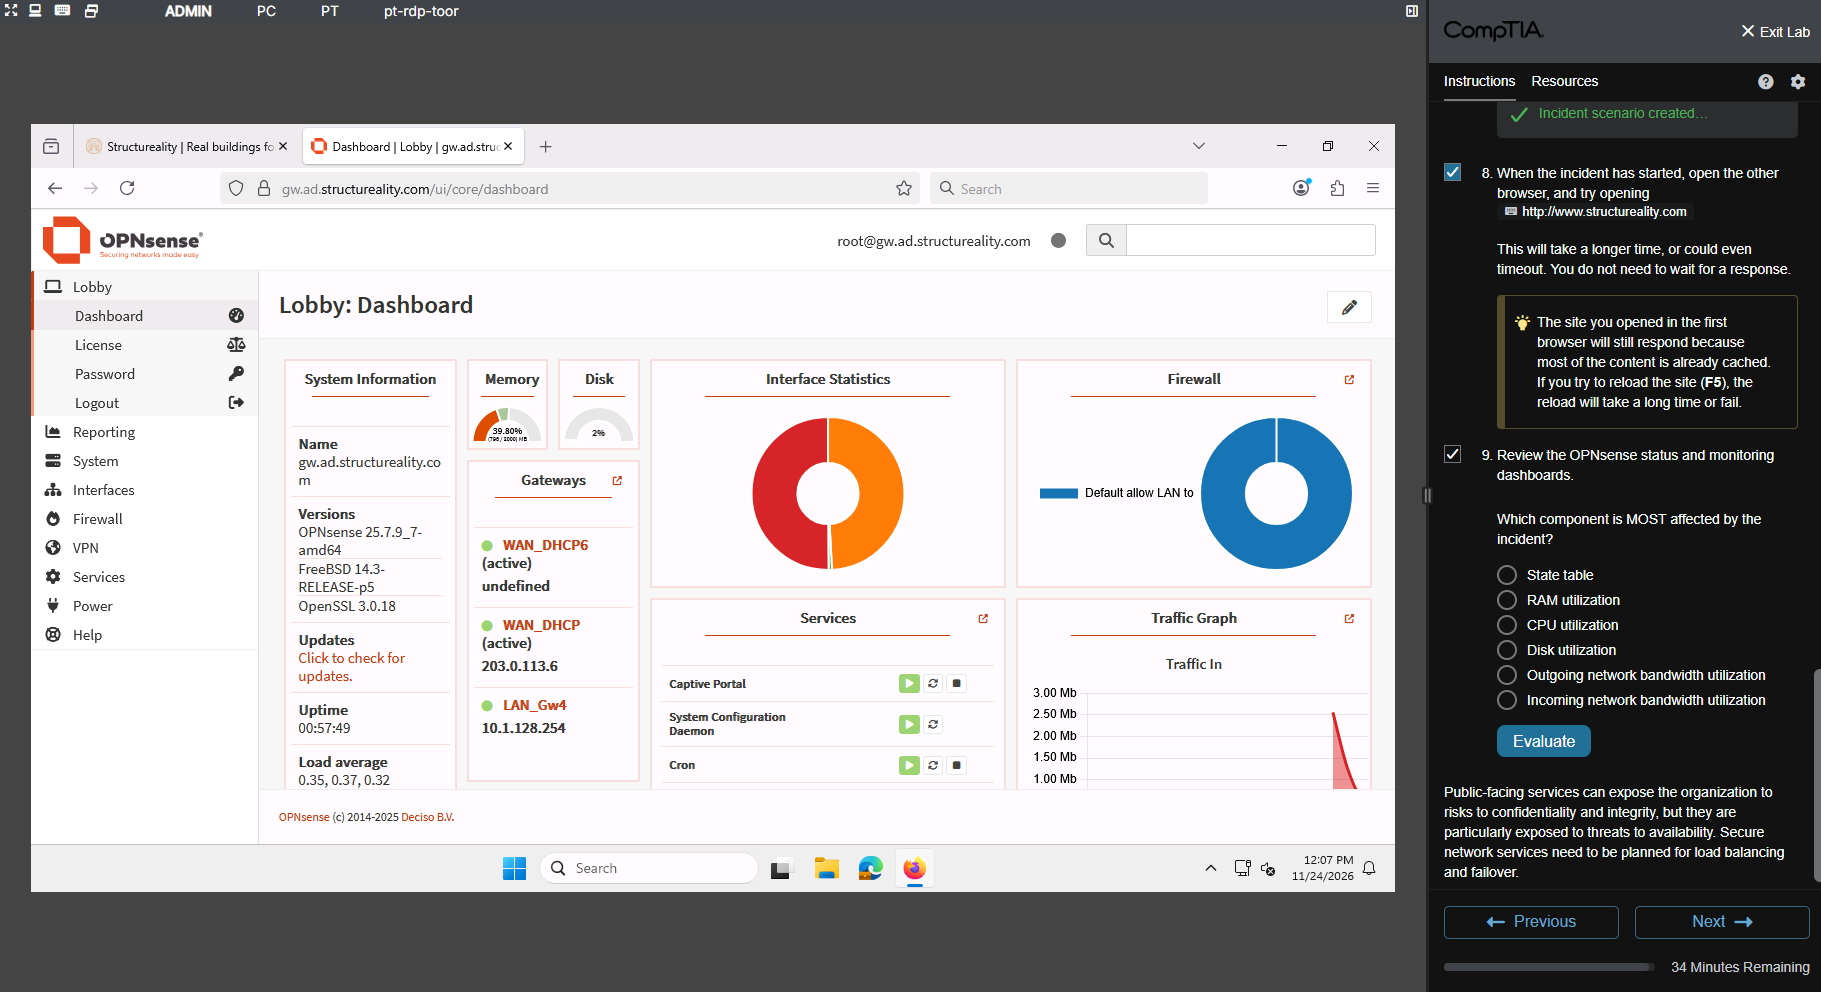 ADMIN PC PT pt-rdp-toor
Structureality | Real buildings fo
Dashboard | Lobby | gw.ad.struc
gw.ad.structureality.com/ui/core/dashboard
Search
OPNsense®
Securing networks made easy
root@gw.ad.structureality.com
Lobby
Dashboard
License
Password
Logout
Reporting
System
Interfaces
Firewall
VPN
Services
Power
Help
Lobby: Dashboard
System Information
Name
gw.ad.structureality.co
m
Versions
OPNsense 25.7.9_7-
amd64
FreeBSD 14.3-
RELEASE-p5
OpenSSL 3.0.18
Updates
Click to check for
updates.
Uptime
00:57:49
Load average
0.35, 0.37, 0.32
Memory
39.80%
(796 / 2000) MB
Disk
2%
Gateways
WAN_DHCP6
(active)
undefined
WAN_DHCP
(active)
203.0.113.6
LAN_Gw4
10.1.128.254
Interface Statistics
Firewall
Default allow LAN to
Services
Captive Portal
System Configuration
Daemon
Cron
Traffic Graph
Traffic In
3.00 Mb
2.50 Mb
2.00 Mb
1.50 Mb
1.00 Mb
OPNsense (c) 2014-2025 Deciso B.V.
Search
12:07 PM
11/24/2026
CompTIA.
Exit Lab
Instructions Resources
Incident scenario created...
8. When the incident has started, open the other
browser, and try opening
http://www.structureality.com
This will take a longer time, or could even
timeout. You do not need to wait for a response.
The site you opened in the first
browser will still respond because
most of the content is already cached.
If you try to reload the site (F5), the
reload will take a long time or fail.
9. Review the OPNsense status and monitoring
dashboards.
Which component is MOST affected by the
incident?
State table
RAM utilization
CPU utilization
Disk utilization
Outgoing network bandwidth utilization
Incoming network bandwidth utilization
Evaluate
Public-facing services can expose the organization to
risks to confidentiality and integrity, but they are
particularly exposed to threats to availability. Secure
network services need to be planned for load balancing
and failover.
Previous
Next
34 Minutes Remaining